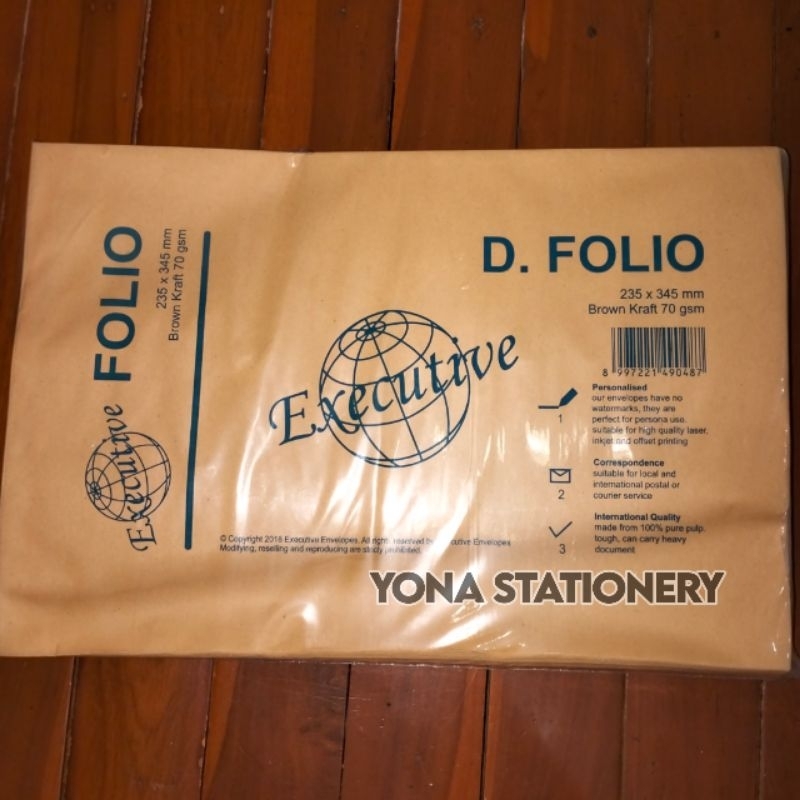 FOLIO
235 x 345 mm
Brown Kraft 70 gsm
Executive
D. FOLIO
235 x 345 mm
Brown Kraft 70 gsm
8 997221 490487
Executive
Personalised
our envelopes have no
watermarks, they are
perfect for persona use.
suitable for high quality laser,
inkjet and offset printing
1
Correspondence
suitable for local and
international postal or
courier service
2
International Quality
made from 100% pure pulp.
tough, can carry heavy
document
3
© Copyright 2018 Executive Envelopes. All rights reserved by Executive Envelopes
Modifying, reselling and reproducing are stictly prohibited.
YONA STATIONERY